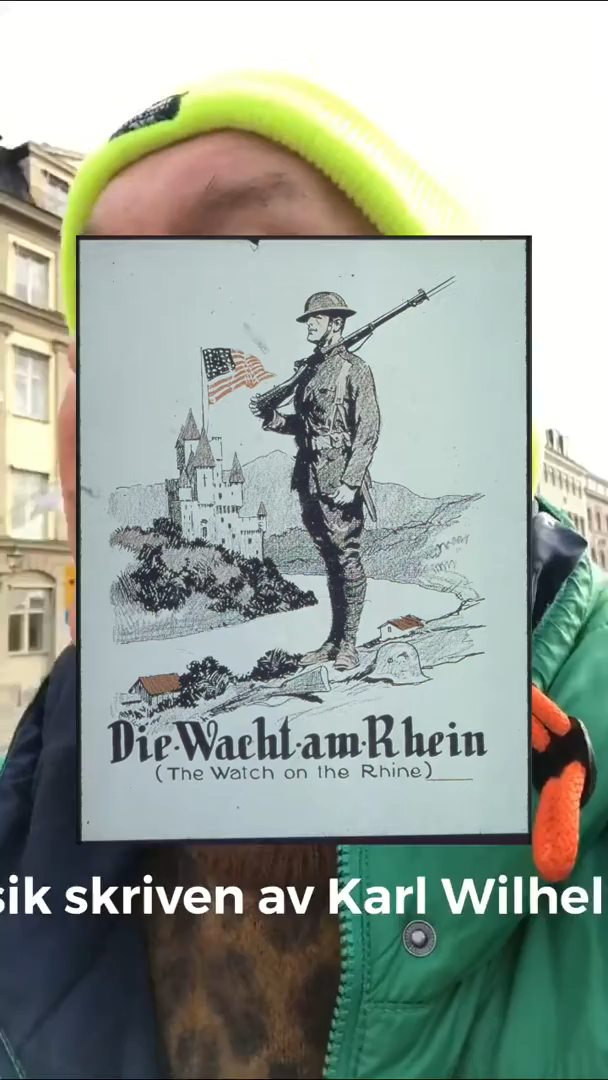 Die·Wacht·am·Rhein
(The Watch on the Rhine)
sik skriven av Karl Wilhel